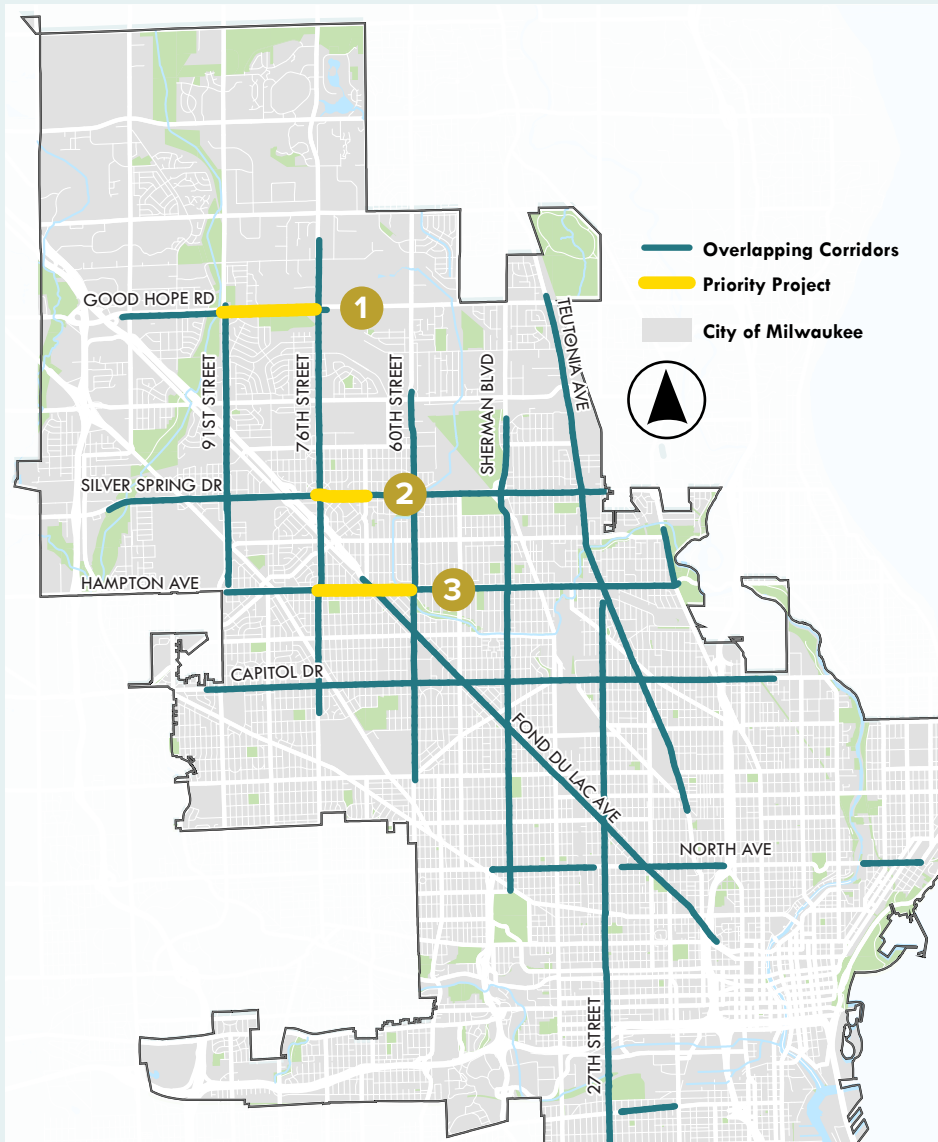 Overlapping Corridors
Priority Project
City of Milwaukee
GOOD HOPE RD
1
TEUTONIA AVE
91ST STREET
76TH STREET
60TH STREET
SHERMAN BLVD
SILVER SPRING DR
2
HAMPTON AVE
3
CAPITOL DR
FOND DU LAC AVE
NORTH AVE
27TH STREET